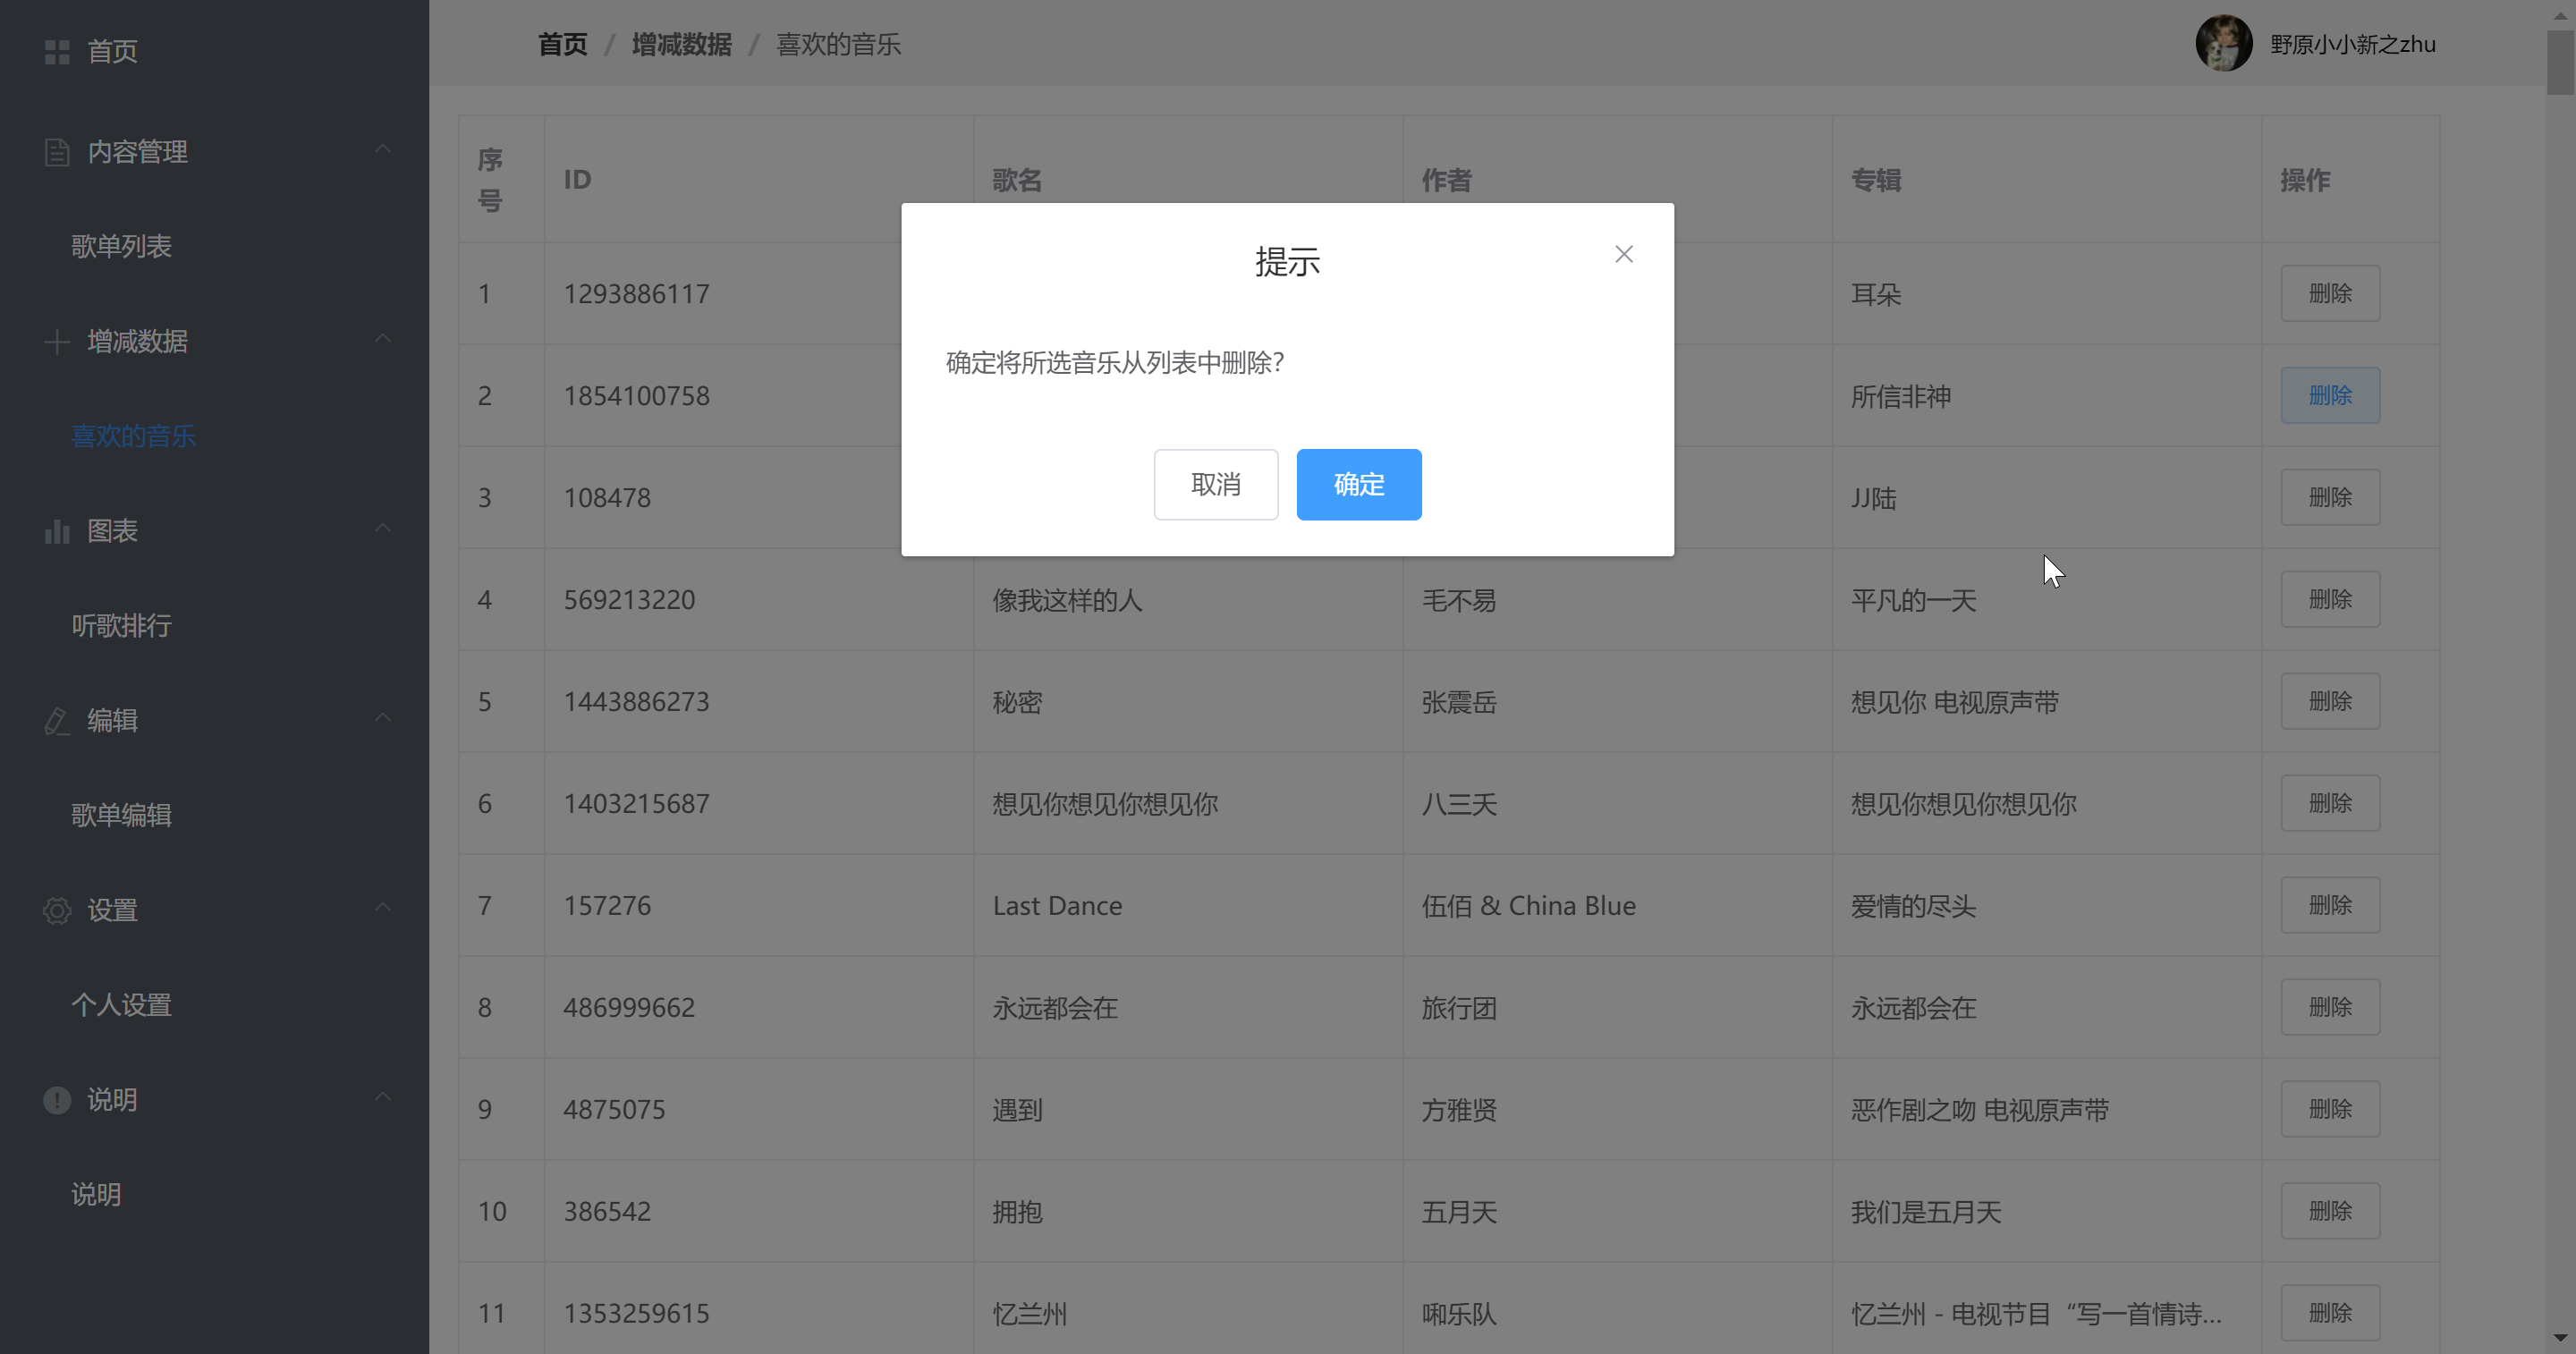 首页
内容管理
歌单列表
增减数据
喜欢的音乐
图表
听歌排行
编辑
歌单编辑
设置
个人设置
说明
说明
首页 / 增减数据 / 喜欢的音乐
野原小小新之zhu
序号 ID 歌名 作者 专辑 操作
1 1293886117 耳朵 删除
2 1854100758 所信非神 删除
3 108478 JJ陆 删除
4 569213220 像我这样的人 毛不易 平凡的一天 删除
5 1443886273 秘密 张震岳 想见你 电视原声带 删除
6 1403215687 想见你想见你想见你 八三夭 想见你想见你想见你 删除
7 157276 Last Dance 伍佰 & China Blue 爱情的尽头 删除
8 486999662 永远都会在 旅行团 永远都会在 删除
9 4875075 遇到 方雅贤 恶作剧之吻 电视原声带 删除
10 386542 拥抱 五月天 我们是五月天 删除
11 1353259615 忆兰州 啝乐队 忆兰州 - 电视节目“写一首情诗... 删除
提示
确定将所选音乐从列表中删除?
取消 确定